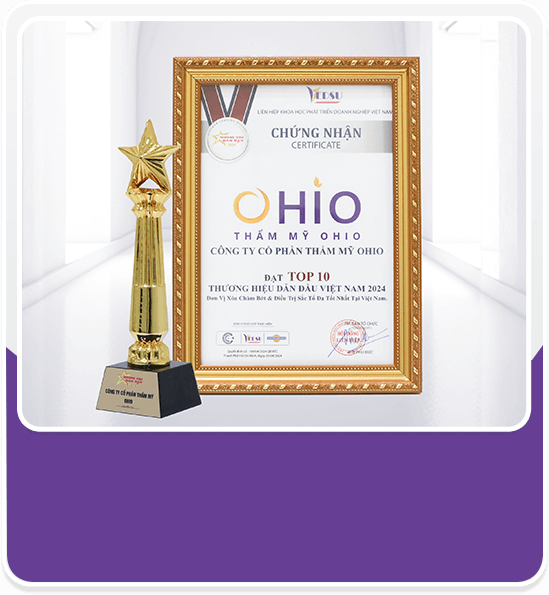 VEDSU
LIÊN HIỆP KHOA HỌC PHÁT TRIỂN DOANH NGHIỆP VIỆT NAM
CHỨNG NHẬN
CERTIFICATE
OHIO
THẨM MỸ OHIO
CÔNG TY CỔ PHẦN THẨM MỸ OHIO
ĐẠT TOP 10
THƯƠNG HIỆU DẪN ĐẦU VIỆT NAM 2024
Đơn Vị Xóa Chàm Bớt & Điều Trị Sắc Tố Da Tốt Nhất Tại Việt Nam.
VEDSU
CÔNG TY CỔ PHẦN THẨM MỸ
OHIO